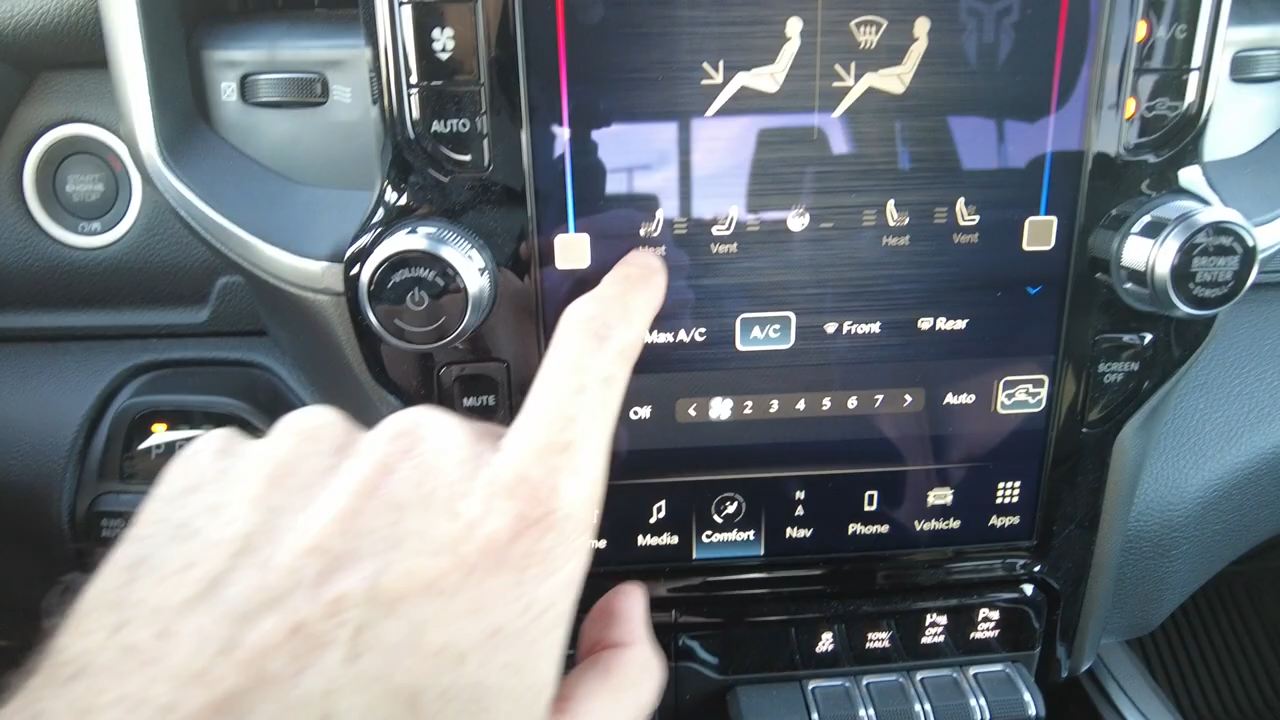 A/C
AUTO
START
ENGINE
STOP
Heat
Vent
Heat
Vent
VOLUME
BROWSE
ENTER
Max A/C
A/C
Front
Rear
SCREEN
OFF
MUTE
Off
< 2 3 4 5 6 7 >
Auto
P
me
Media
Comfort
N
Nav
Phone
Vehicle
Apps
OFF
TOW/
HAUL
P
OFF
REAR
P
OFF
FRONT